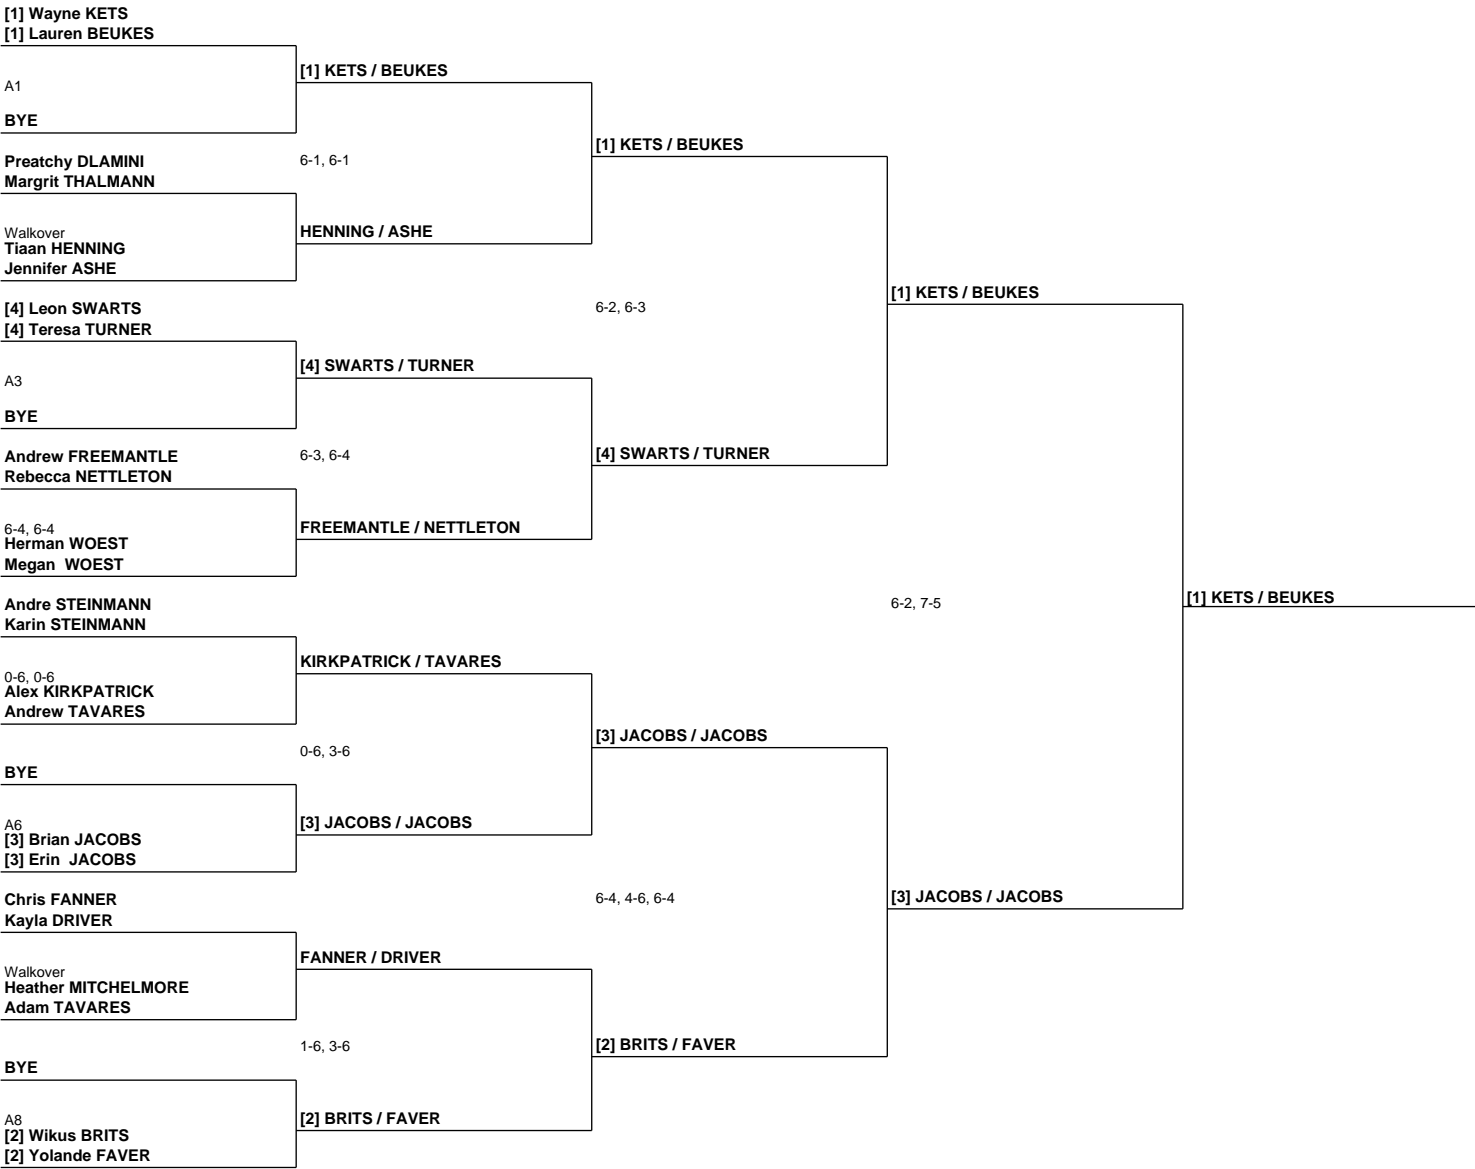 [1] Wayne KETS
[1] Lauren BEUKES
[1] KETS / BEUKES
A1
BYE
[1] KETS / BEUKES
Preatchy DLAMINI
6-1, 6-1
Margrit THALMANN
Walkover
HENNING / ASHE
Tiaan HENNING
Jennifer ASHE
[1] KETS / BEUKES
[4] Leon SWARTS
6-2, 6-3
[4] Teresa TURNER
[4] SWARTS / TURNER
A3
BYE
Andrew FREEMANTLE
6-3, 6-4
[4] SWARTS / TURNER
Rebecca NETTLETON
6-4, 6-4
FREEMANTLE / NETTLETON
Herman WOEST
Megan  WOEST
[1] KETS / BEUKES
Andre STEINMANN
6-2, 7-5
Karin STEINMANN
KIRKPATRICK / TAVARES
0-6, 0-6
Alex KIRKPATRICK
Andrew TAVARES
[3] JACOBS / JACOBS
0-6, 3-6
BYE
A6
[3] JACOBS / JACOBS
[3] Brian JACOBS
[3] Erin  JACOBS
Chris FANNER
6-4, 4-6, 6-4
[3] JACOBS / JACOBS
Kayla DRIVER
FANNER / DRIVER
Walkover
Heather MITCHELMORE
Adam TAVARES
1-6, 3-6
[2] BRITS / FAVER
BYE
A8
[2] BRITS / FAVER
[2] Wikus BRITS
[2] Yolande FAVER